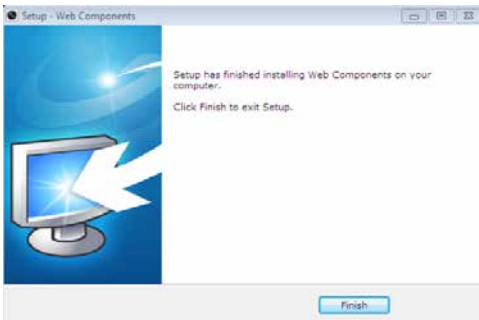 Setup - Web Components
Setup has finished installing Web Components on your
computer.
Click Finish to exit Setup.
Finish